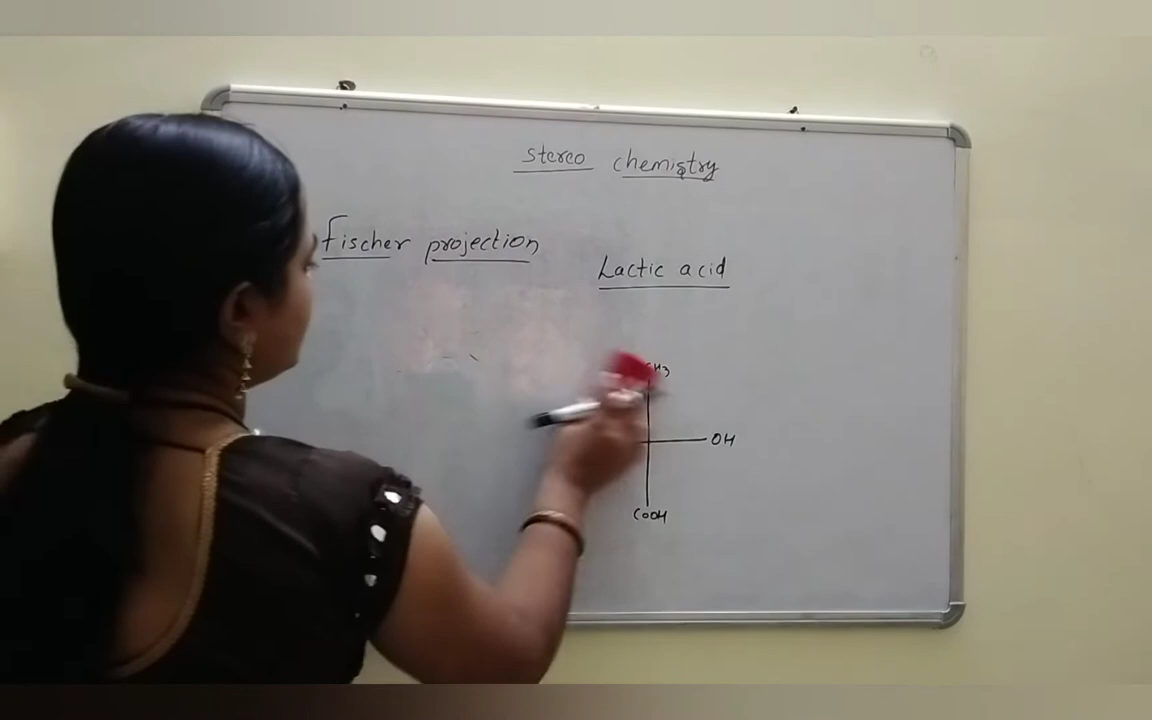 Stereo chemistry
Fischer projection
Lactic acid
CH3
OH
COOH